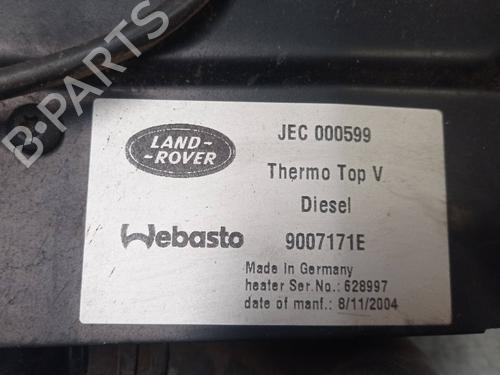 B-PARTS
LAND-
-ROVER
JEC 000599
Thermo Top V
Diesel
Webasto
9007171E
Made in Germany
heater Ser.No.: 628997
date of manf.: 8/11/2004